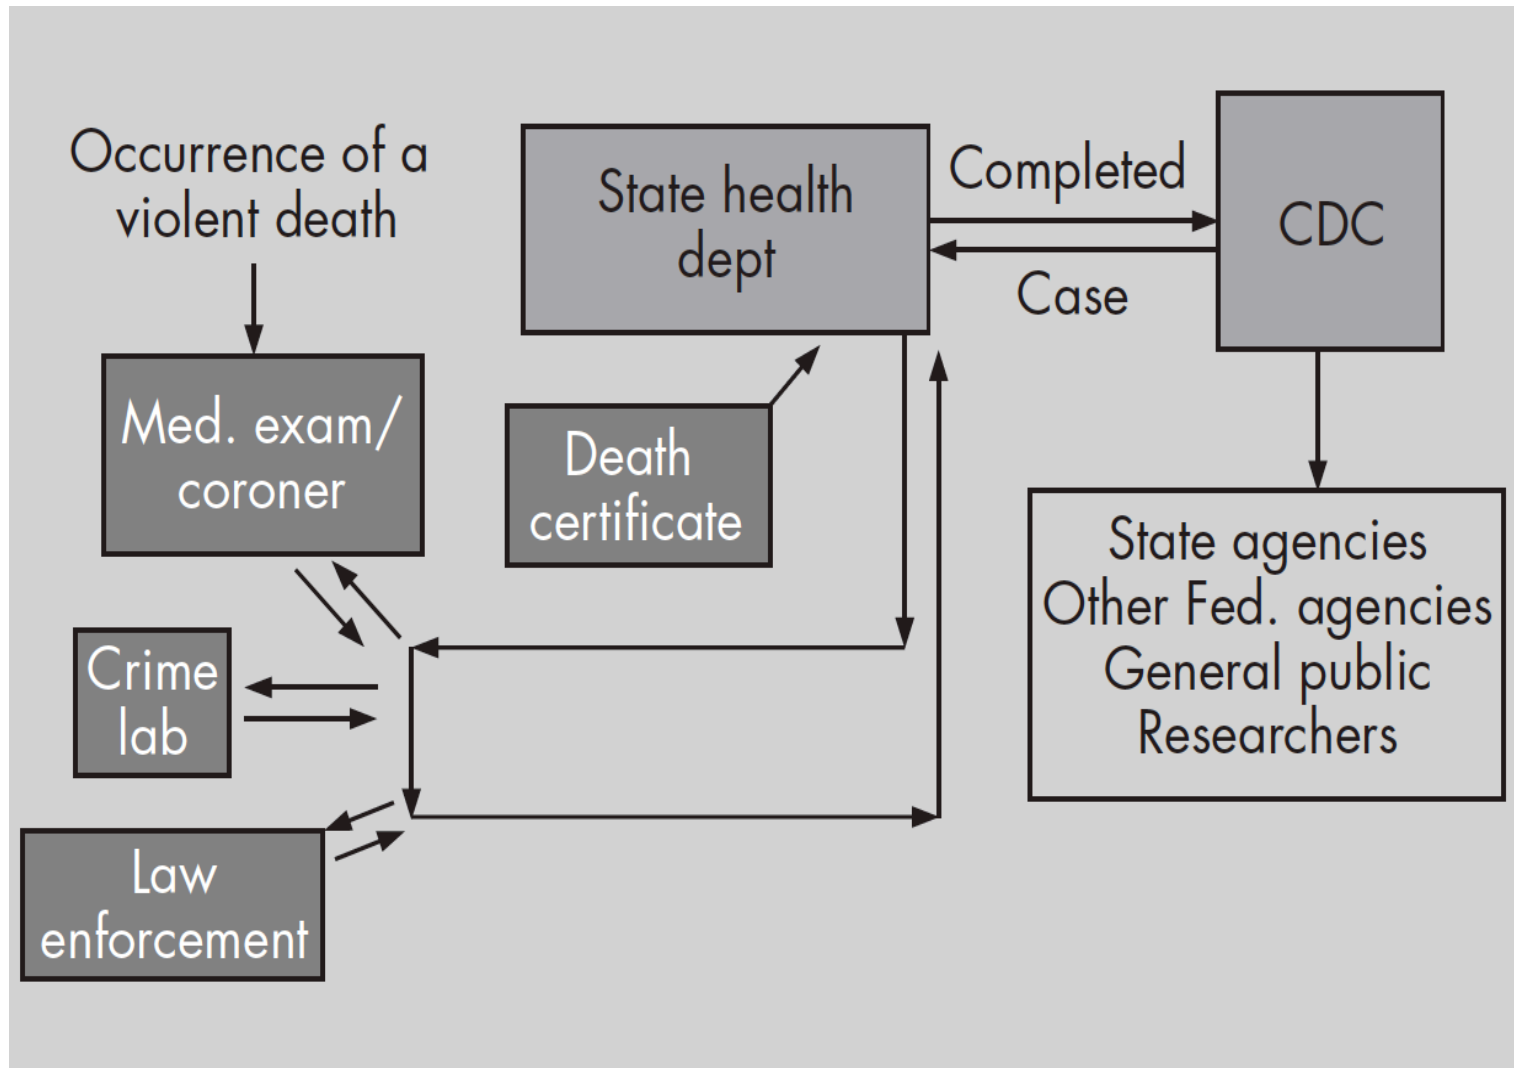 Occurrence of a
violent death
State health
dept
Completed
Case
CDC
Med. exam/
coroner
Death
certificate
Crime
lab
Law
enforcement
State agencies
Other Fed. agencies
General public
Researchers